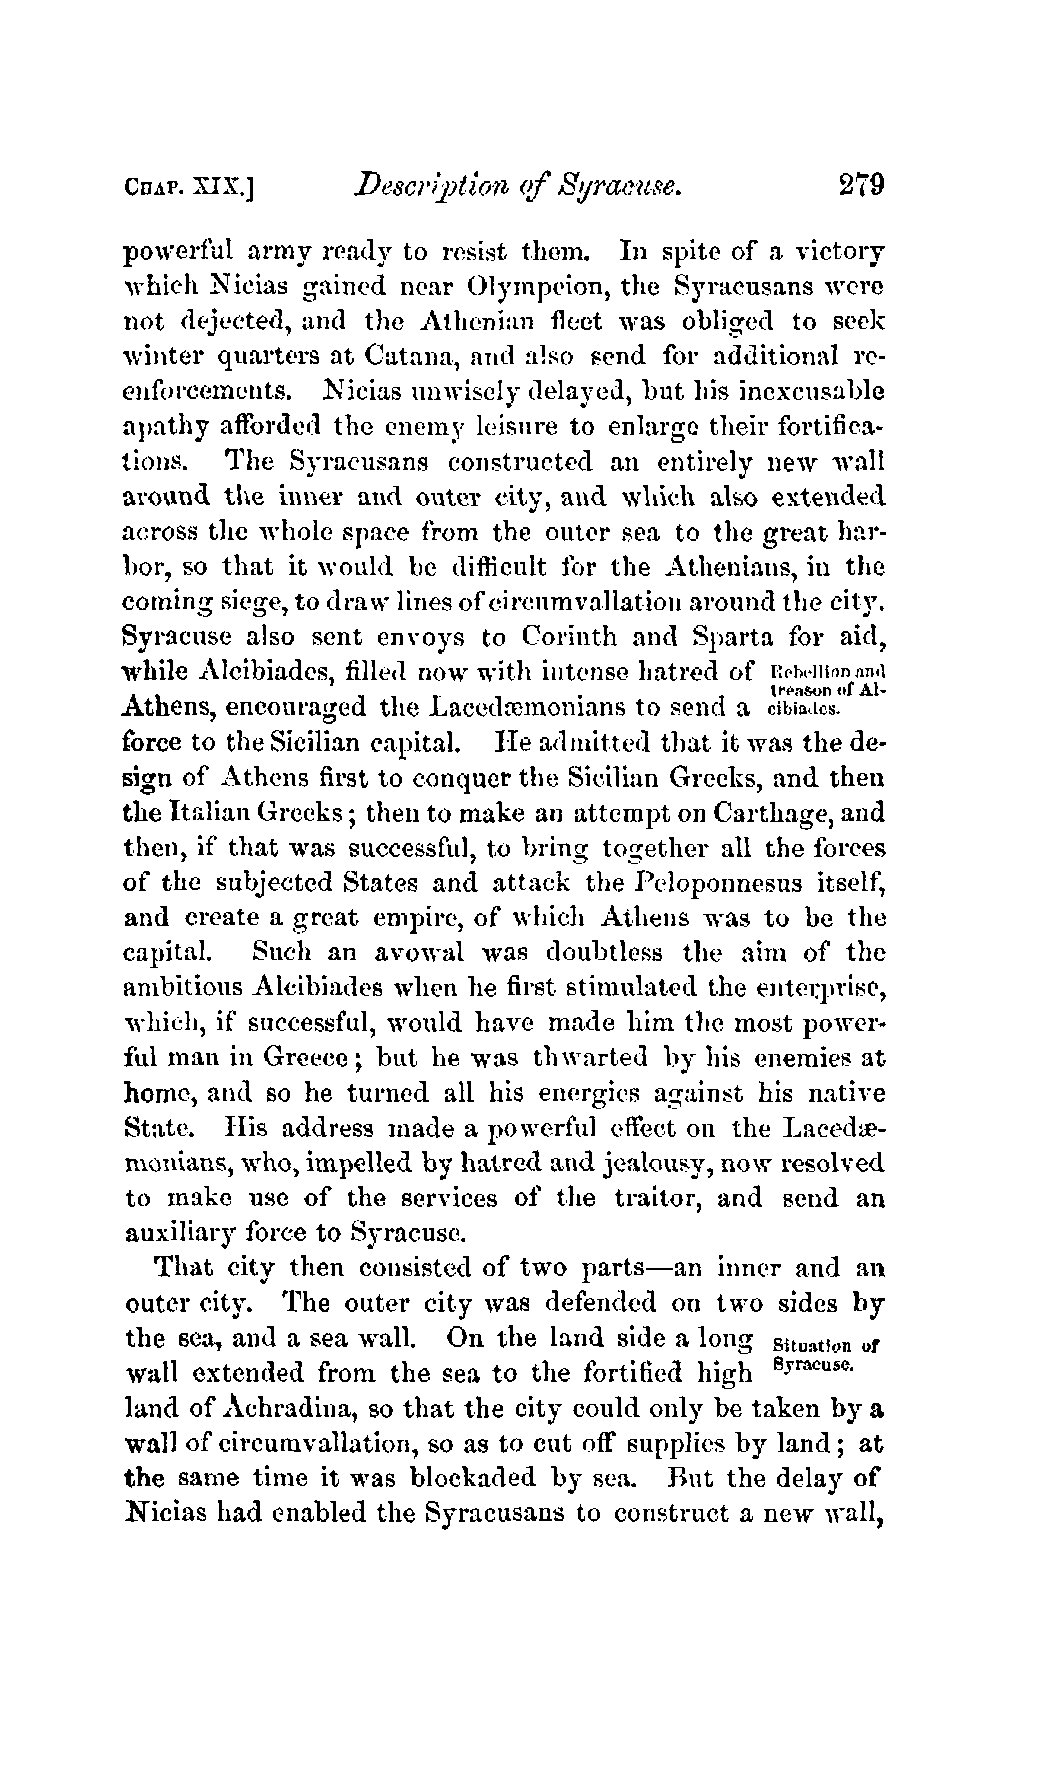 CHAP. XIX.] Description of Syracuse. 279
powerful army ready to resist them. In spite of a victory
which Nicias gained near Olympeion, the Syracusans were
not dejected, and the Athenian fleet was obliged to seek
winter quarters at Catana, and also send for additional re-
enforcements. Nicias unwisely delayed, but his inexcusable
apathy afforded the enemy leisure to enlarge their fortifica-
tions. The Syracusans constructed an entirely new wall
around the inner and outer city, and which also extended
across the whole space from the outer sea to the great har-
bor, so that it would be difficult for the Athenians, in the
coming siege, to draw lines of circumvallation around the city.
Syracuse also sent envoys to Corinth and Sparta for aid,
while Alcibiades, filled now with intense hatred of
Rebellion and
treason of Al-
cibiades.
Athens, encouraged the Lacedæmonians to send a
force to the Sicilian capital. He admitted that it was the de-
sign of Athens first to conquer the Sicilian Greeks, and then
the Italian Greeks; then to make an attempt on Carthage, and
then, if that was successful, to bring together all the forces
of the subjected States and attack the Peloponnesus itself,
and create a great empire, of which Athens was to be the
capital. Such an avowal was doubtless the aim of the
ambitious Alcibiades when he first stimulated the enterprise,
which, if successful, would have made him the most power-
ful man in Greece; but he was thwarted by his enemies at
home, and so he turned all his energies against his native
State. His address made a powerful effect on the Lacedæ-
monians, who, impelled by hatred and jealousy, now resolved
to make use of the services of the traitor, and send an
auxiliary force to Syracuse.
That city then consisted of two parts—an inner and an
outer city. The outer city was defended on two sides by
the sea, and a sea wall. On the land side a long
Situation of
Syracuse.
wall extended from the sea to the fortified high
land of Achradina, so that the city could only be taken by a
wall of circumvallation, so as to cut off supplies by land; at
the same time it was blockaded by sea. But the delay of
Nicias had enabled the Syracusans to construct a new wall,